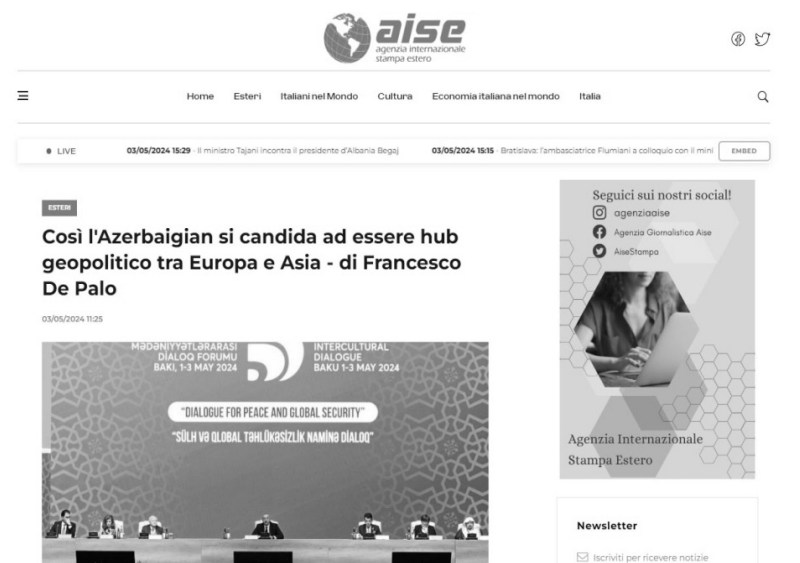 aise
agenzia internazionale
stampa estero
Home Esteri Italiani nel Mondo Cultura Economia italiana nel mondo Italia
LIVE 03/05/2024 15:29 - Il ministro Tajani incontra il presidente d'Albania Begaj 03/05/2024 15:15 - Bratislava: l'ambasciatrice Fiumiani a colloquio con il mini EMBED
ESTERI
Così l'Azerbaigian si candida ad essere hub
geopolitico tra Europa e Asia - di Francesco
De Palo
03/05/2024 11:25
MƏDƏNİYYƏTLƏRARASI
DİALOQ FORUMU
BAKI, 1-3 MAY 2024
INTERCULTURAL
DIALOGUE
BAKU 1-3 MAY 2024
"DIALOGUE FOR PEACE AND GLOBAL SECURITY"
"SÜLH VƏ QLOBAL TƏHLÜKƏSİZLİK NAMİNƏ DİALOQ"
Seguici sui nostri social!
agenziaaise
Agenzia Giornalistica Aise
AiseStampa
Agenzia Internazionale
Stampa Estero
Newsletter
Iscriviti per ricevere notizie